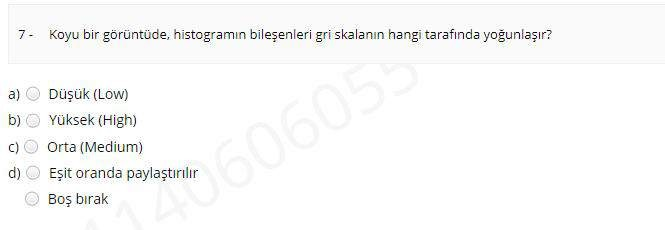 7 - Koyu bir görüntüde, histogramın bileşenleri gri skalanın hangi tarafında yoğunlaşır?
a) Düşük (Low)
b) Yüksek (High)
c) Orta (Medium)
d) Eşit oranda paylaştırılır
Boş bırak
1140606055